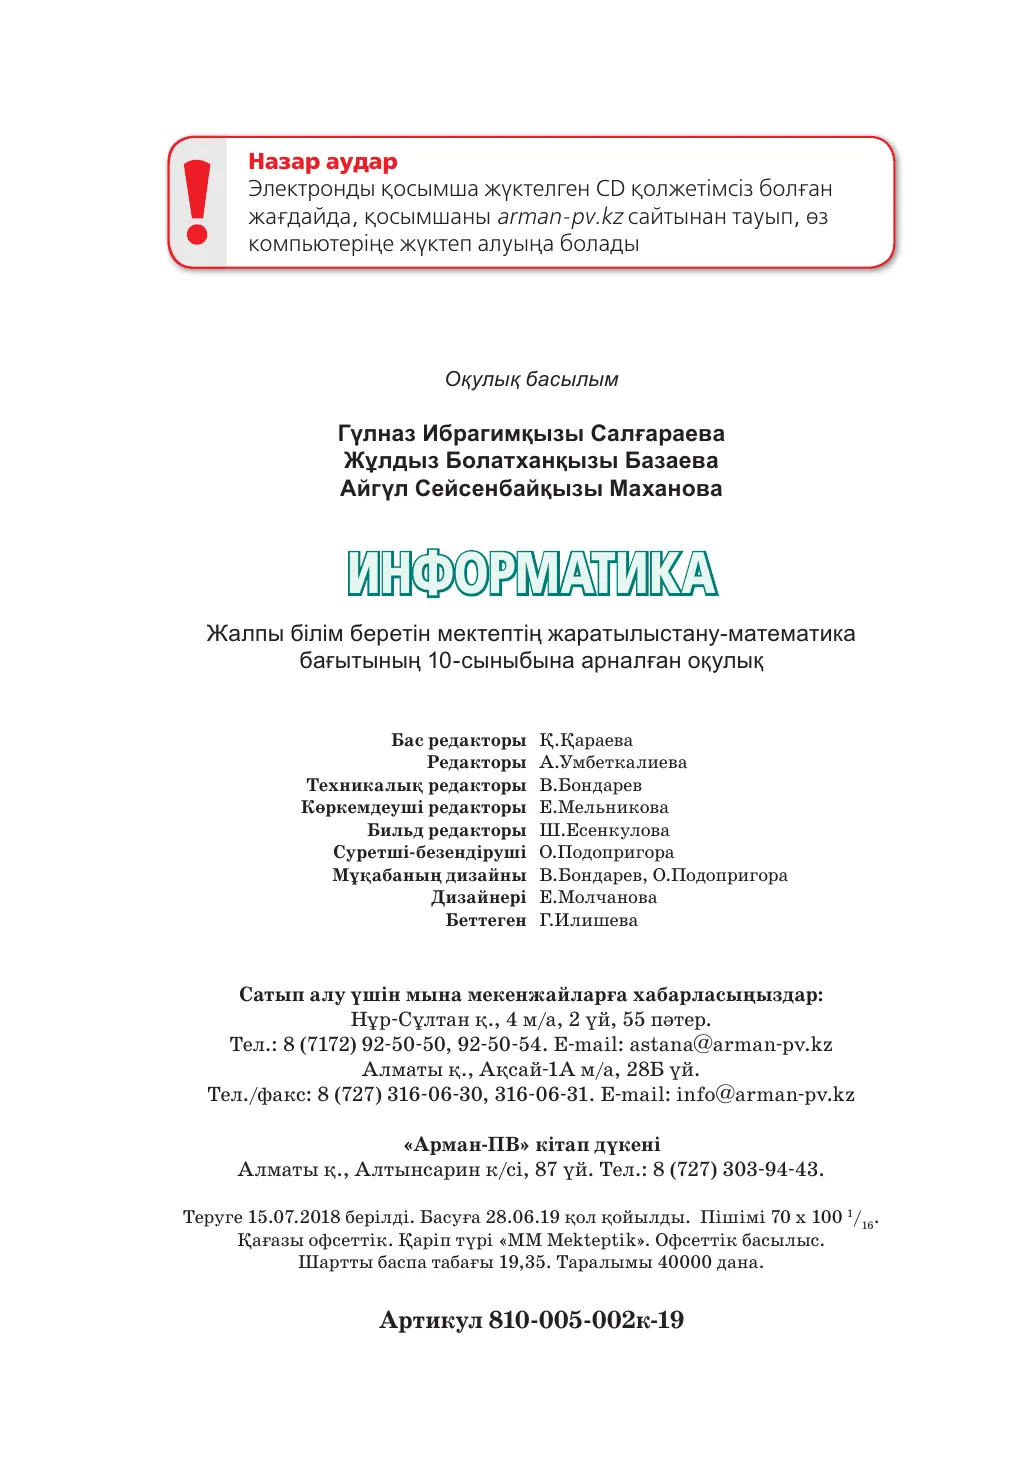 Назар аудар
Электронды қосымша жүктелген CD қолжетімсіз болған
жағдайда, қосымшаны arman-pv.kz сайтынан тауып, өз
компьютеріңе жүктеп алуыңа болады
Оқулық басылым
Гүлназ Ибрагимқызы Салғараева
Жұлдыз Болатханқызы Базаева
Айгүл Сейсенбайқызы Маханова
ИНФОРМАТИКА
Жалпы білім беретін мектептің жаратылыстану-математика
бағытының 10-сыныбына арналған оқулық
Бас редакторы Қ.Қараева
Редакторы А.Умбеткалиева
Техникалық редакторы В.Бондарев
Көркемдеуші редакторы Е.Мельникова
Бильд редакторы Ш.Есенкулова
Суретші-безендіруші О.Подопригора
Мұқабаның дизайны В.Бондарев, О.Подопригора
Дизайнері Е.Молчанова
Беттеген Г.Илишева
Сатып алу үшін мына мекенжайларға хабарласыңыздар:
Нұр-Сұлтан қ., 4 м/а, 2 үй, 55 пәтер.
Тел.: 8 (7172) 92-50-50, 92-50-54. E-mail: astana@arman-pv.kz
Алматы қ., Ақсай-1А м/а, 28Б үй.
Тел./факс: 8 (727) 316-06-30, 316-06-31. E-mail: info@arman-pv.kz
«Арман-ПВ» кітап дүкені
Алматы қ., Алтынсарин к/сі, 87 үй. Тел.: 8 (727) 303-94-43.
Теруге 15.07.2018 берілді. Басуға 28.06.19 қол қойылды. Пішімі 70 х 100 1/16.
Қағазы офсеттік. Қаріп түрі «MM Mekteptik». Офсеттік басылыс.
Шартты баспа табағы 19,35. Таралымы 40000 дана.
Артикул 810-005-002к-19